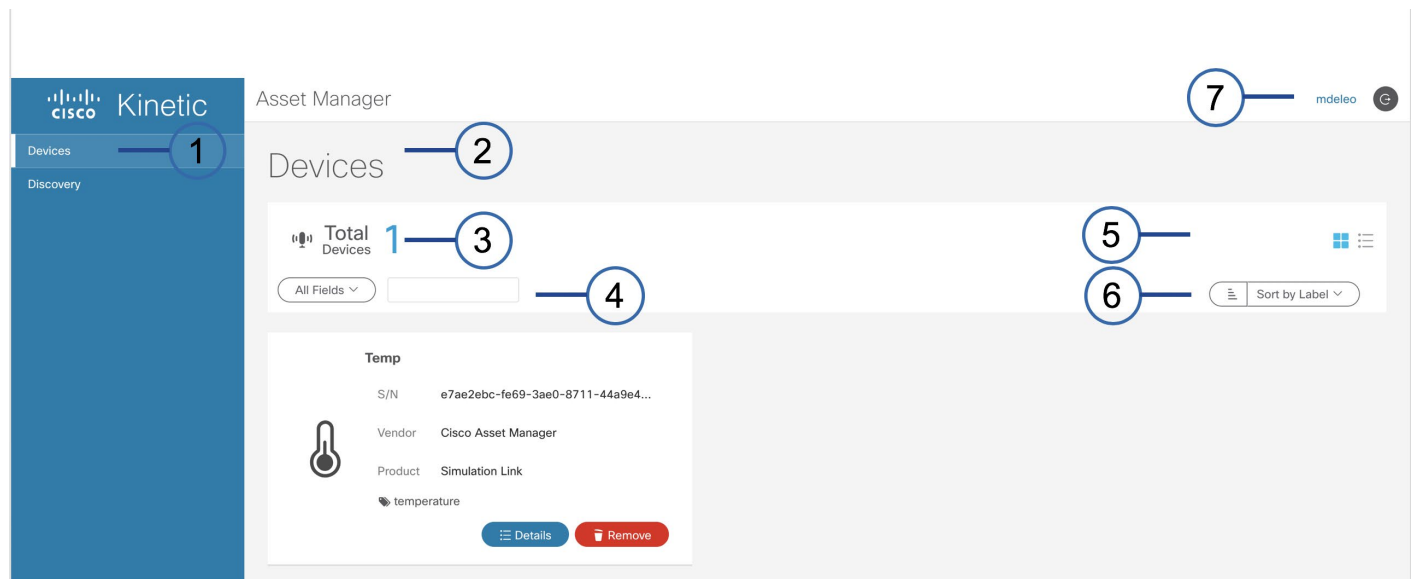 cisco Kinetic
Asset Manager
7
mdeleo
Devices
1
Discovery
Devices
2
Total
Devices
1
3
5
All Fields
4
6
Sort by Label
Temp
S/N e7ae2ebc-fe69-3ae0-8711-44a9e4...
Vendor Cisco Asset Manager
Product Simulation Link
temperature
Details
Remove